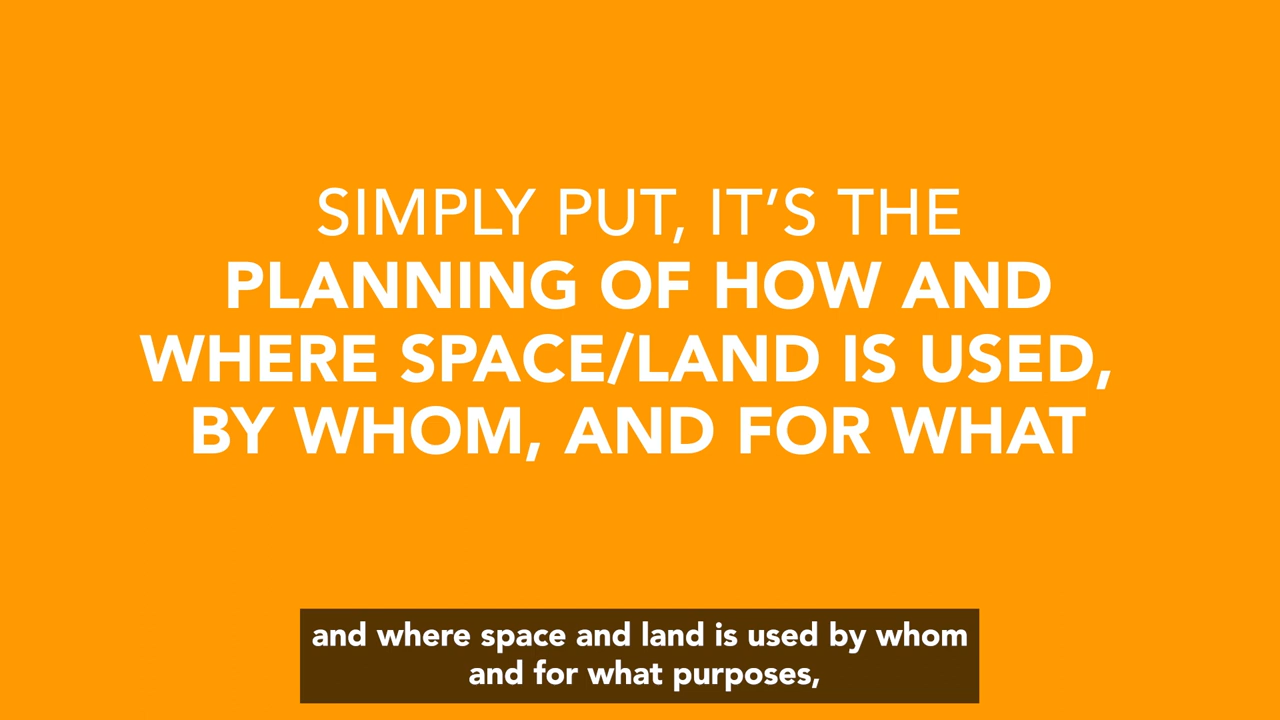 SIMPLY PUT, IT’S THE
PLANNING OF HOW AND
WHERE SPACE/LAND IS USED,
BY WHOM, AND FOR WHAT
and where space and land is used by whom
and for what purposes,